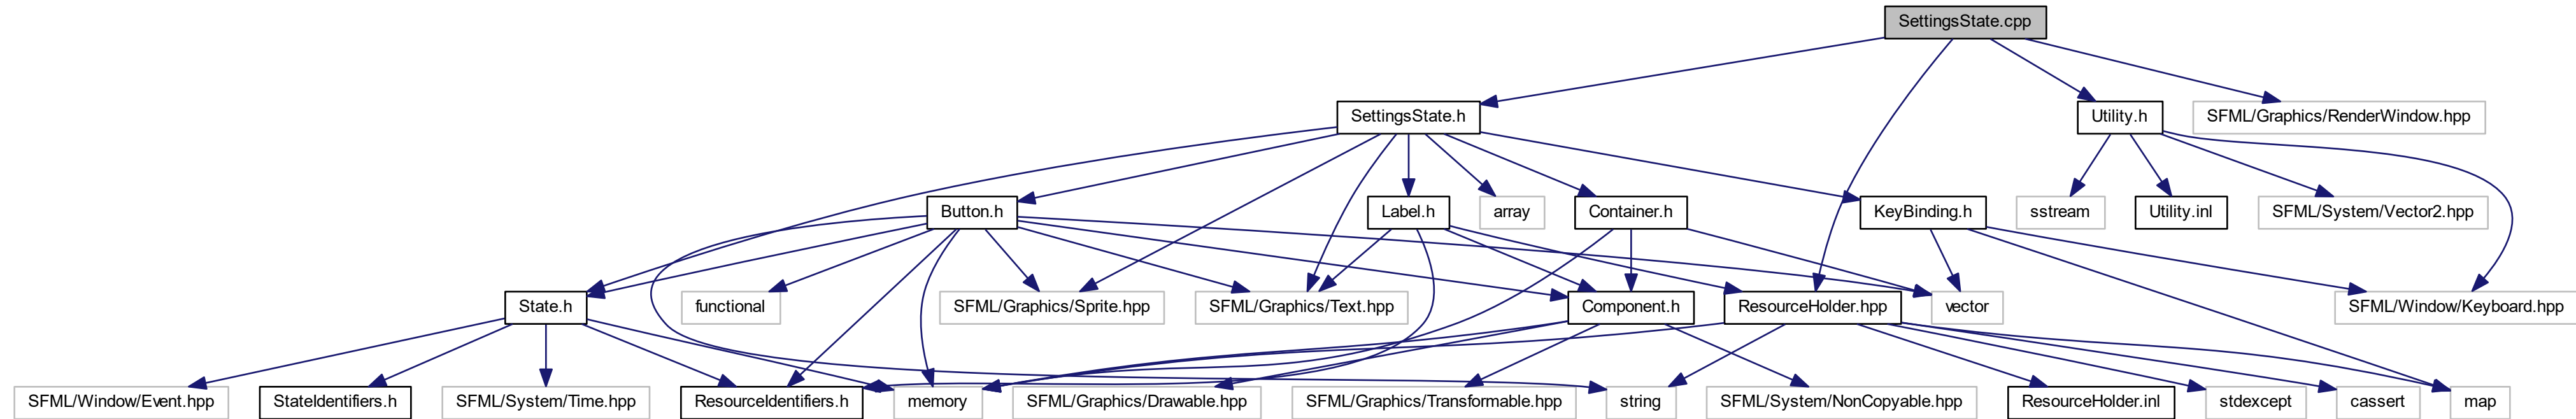 SettingsState.cpp
SettingsState.h
Utility.h
SFML/Graphics/RenderWindow.hpp
Button.h
Label.h
array
Container.h
KeyBinding.h
sstream
Utility.inl
SFML/System/Vector2.hpp
State.h
functional
SFML/Graphics/Sprite.hpp
SFML/Graphics/Text.hpp
Component.h
ResourceHolder.hpp
vector
SFML/Window/Keyboard.hpp
SFML/Window/Event.hpp
StateIdentifiers.h
SFML/System/Time.hpp
ResourceIdentifiers.h
memory
SFML/Graphics/Drawable.hpp
SFML/Graphics/Transformable.hpp
string
SFML/System/NonCopyable.hpp
ResourceHolder.inl
stdexcept
cassert
map